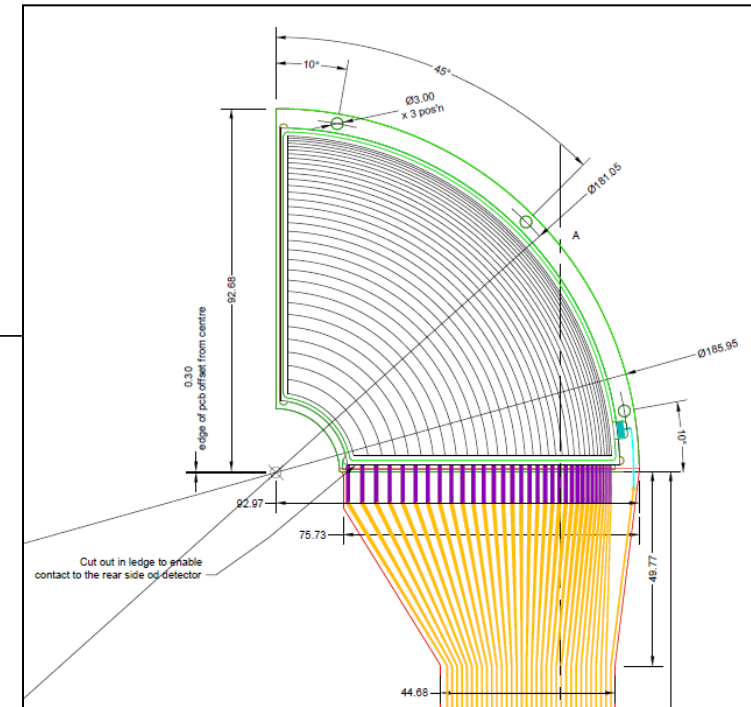 10°
45°
Ø3.00
x 3 pos'n
Ø181.05
A
92.68
0.30
edge of pcb offset from centre
Ø185.95
10°
92.97
75.73
Cut out in ledge to enable
contact to the rear side od detector
49.77
44.68